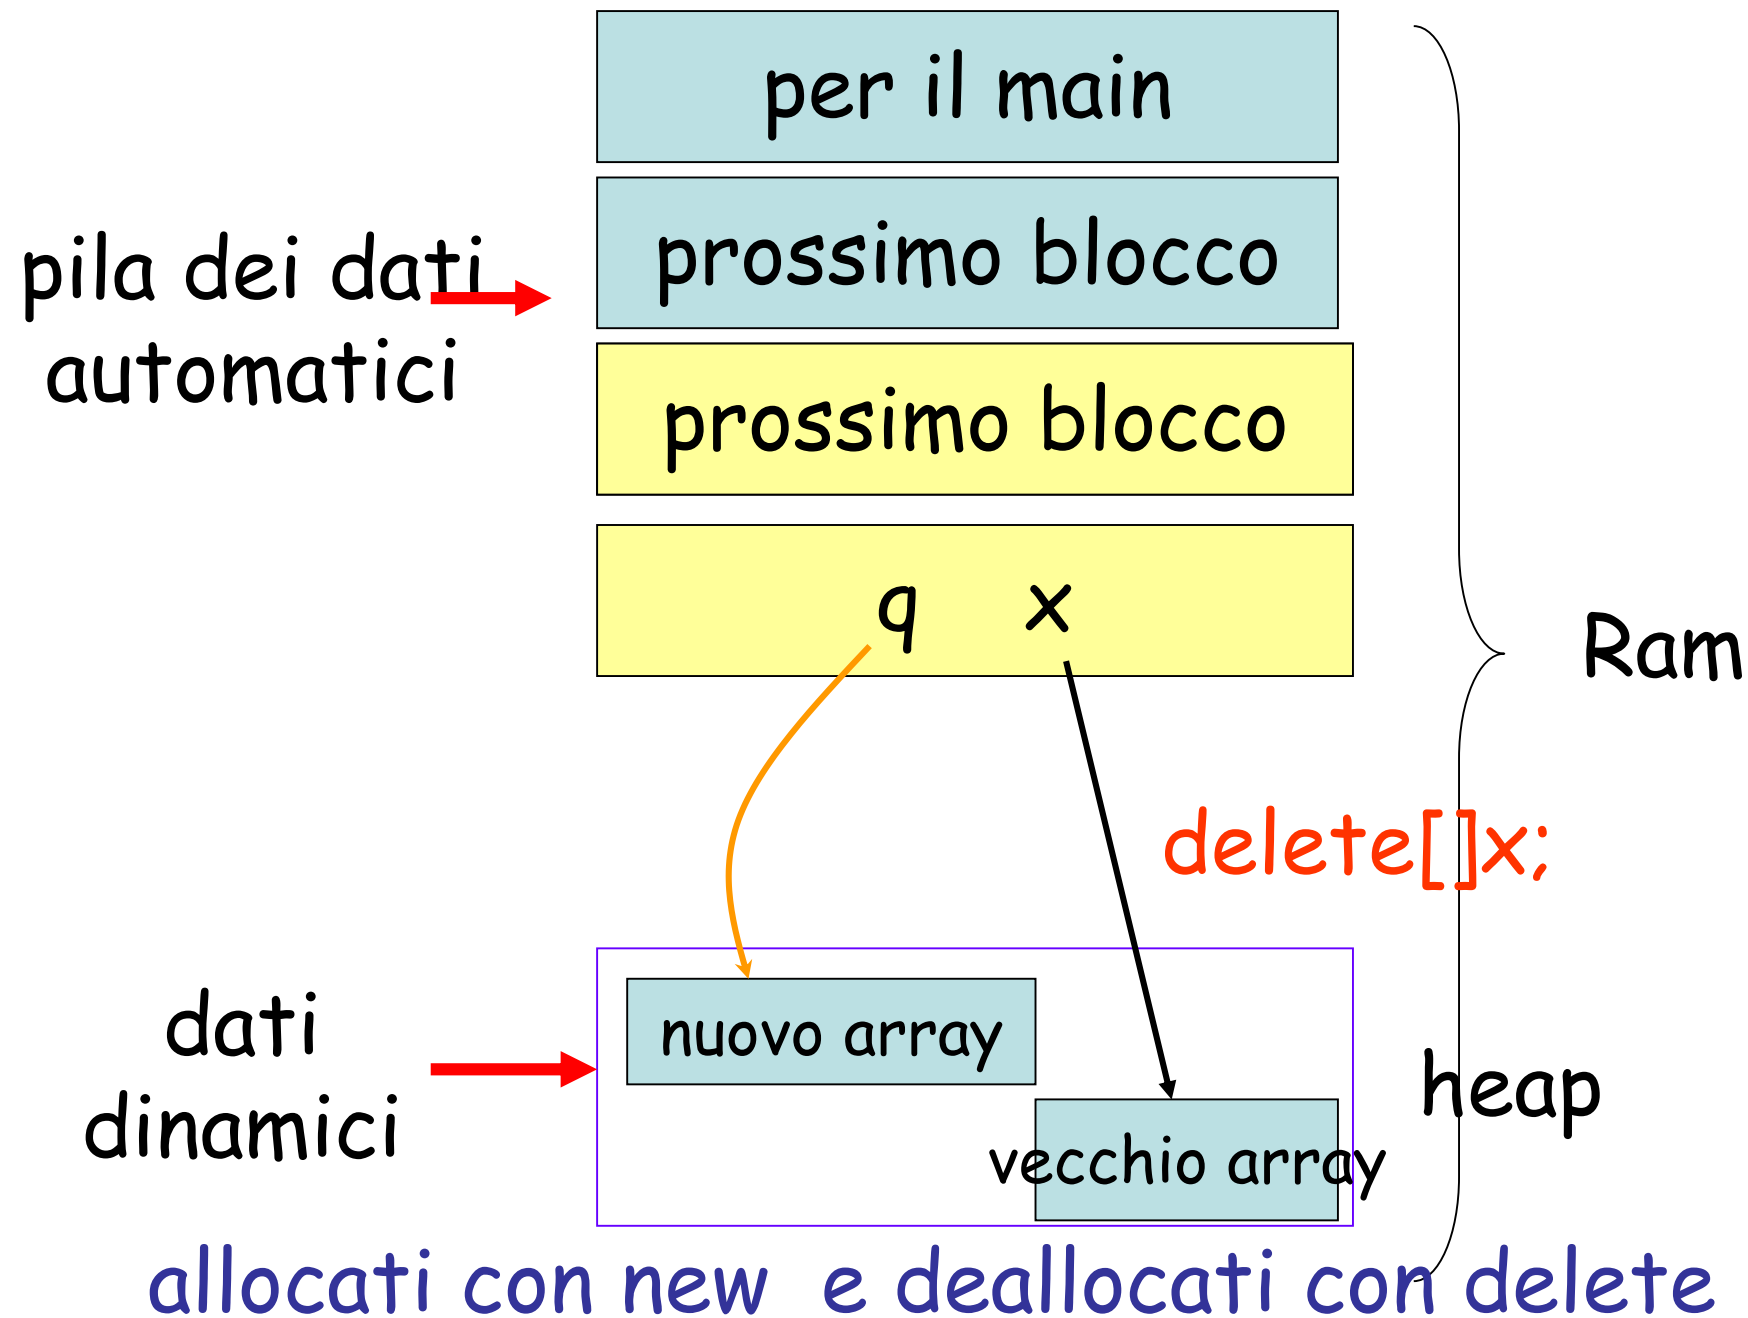 per il main
prossimo blocco
pila dei dati
automatici
prossimo blocco
q x
Ram
delete[]x;
dati
dinamici
nuovo array
heap
vecchio array
allocati con new e deallocati con delete